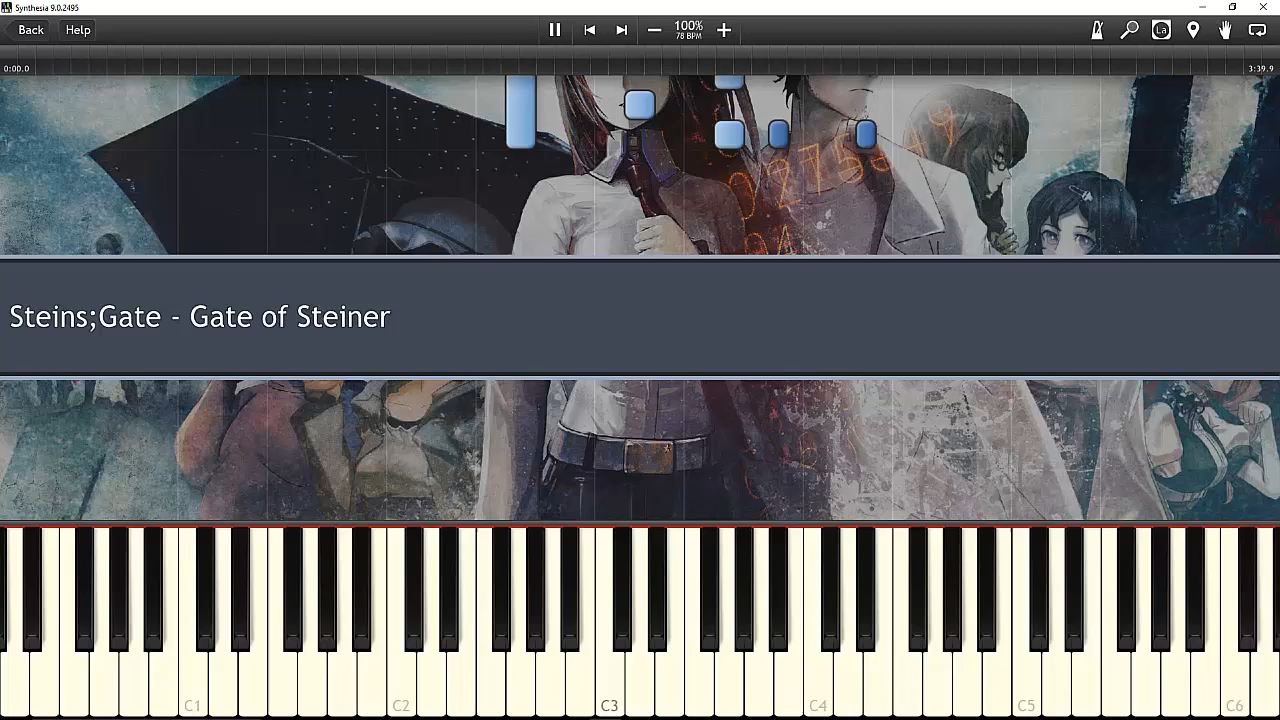 Synthesia 9.0.2495
Back Help 100% La
78 BPM
0:00.0 3:39.9
Steins;Gate - Gate of Steiner
C1 C2 C3 C4 C5 C6